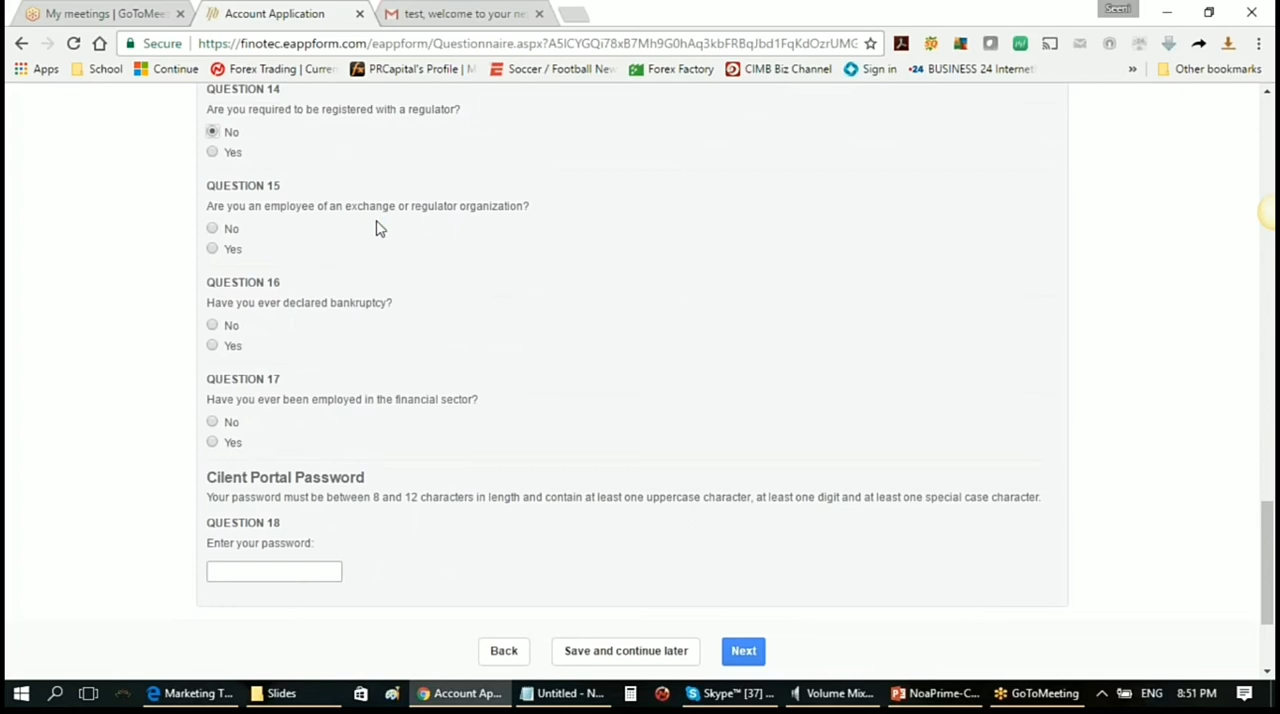 Seeni
My meetings | GoToMee
Account Application
test, welcome to your ne
Secure
https://finotec.eappform.com/eappform/Questionnaire.aspx?A5ICYGQi78xB7Mh9G0hAq3kbFRBqJbd1FqKdOzrUMG
Apps
School
Continue
Forex Trading | Curren
PRCapital's Profile | M
Soccer / Football New
Forex Factory
CIMB Biz Channel
Sign in
24 BUSINESS 24 Internet
»
Other bookmarks
QUESTION 14
Are you required to be registered with a regulator?
No
Yes
QUESTION 15
Are you an employee of an exchange or regulator organization?
No
Yes
QUESTION 16
Have you ever declared bankruptcy?
No
Yes
QUESTION 17
Have you ever been employed in the financial sector?
No
Yes
Cilent Portal Password
Your password must be between 8 and 12 characters in length and contain at least one uppercase character, at least one digit and at least one special case character.
QUESTION 18
Enter your password:
Back
Save and continue later
Next
Marketing T...
Slides
Account Ap...
Untitled - N...
Skype™ [37] ...
Volume Mix...
NoaPrime-C...
GoToMeeting
ENG
8:51 PM